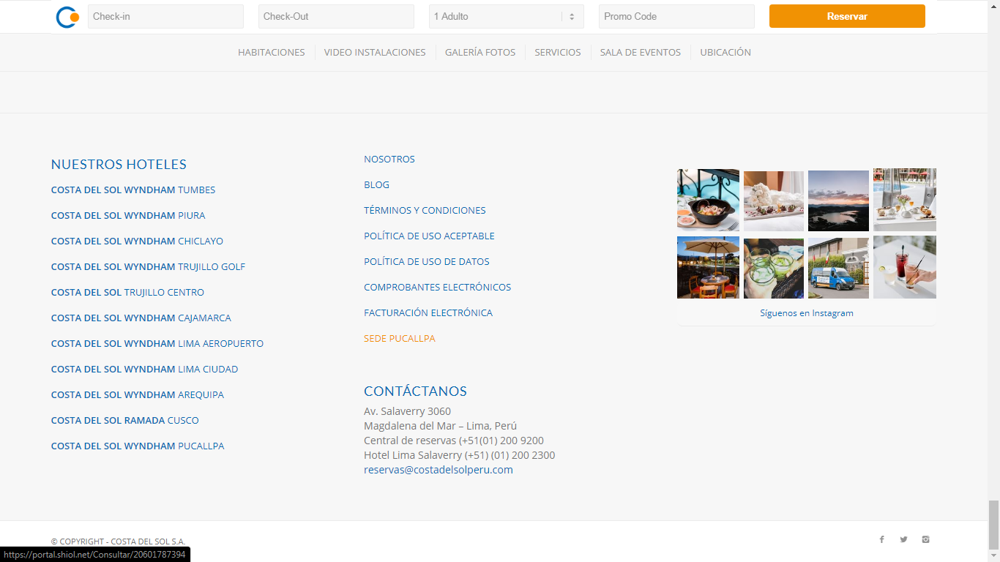 Check-in
Check-Out
1 Adulto
Promo Code
Reservar
HABITACIONES
VIDEO INSTALACIONES
GALERÍA FOTOS
SERVICIOS
SALA DE EVENTOS
UBICACIÓN
NUESTROS HOTELES
COSTA DEL SOL WYNDHAM TUMBES
COSTA DEL SOL WYNDHAM PIURA
COSTA DEL SOL WYNDHAM CHICLAYO
COSTA DEL SOL WYNDHAM TRUJILLO GOLF
COSTA DEL SOL TRUJILLO CENTRO
COSTA DEL SOL WYNDHAM CAJAMARCA
COSTA DEL SOL WYNDHAM LIMA AEROPUERTO
COSTA DEL SOL WYNDHAM LIMA CIUDAD
COSTA DEL SOL WYNDHAM AREQUIPA
COSTA DEL SOL RAMADA CUSCO
COSTA DEL SOL WYNDHAM PUCALLPA
NOSOTROS
BLOG
TÉRMINOS Y CONDICIONES
POLÍTICA DE USO ACEPTABLE
POLÍTICA DE USO DE DATOS
COMPROBANTES ELECTRÓNICOS
FACTURACIÓN ELECTRÓNICA
SEDE PUCALLPA
CONTÁCTANOS
Av. Salaverry 3060
Magdalena del Mar – Lima, Perú
Central de reservas (+51(01) 200 9200
Hotel Lima Salaverry (+51) (01) 200 2300
reservas@costadelsolperu.com
Síguenos en Instagram
© COPYRIGHT - COSTA DEL SOL S.A.
https://portal.shiol.net/Consultar/20601787394